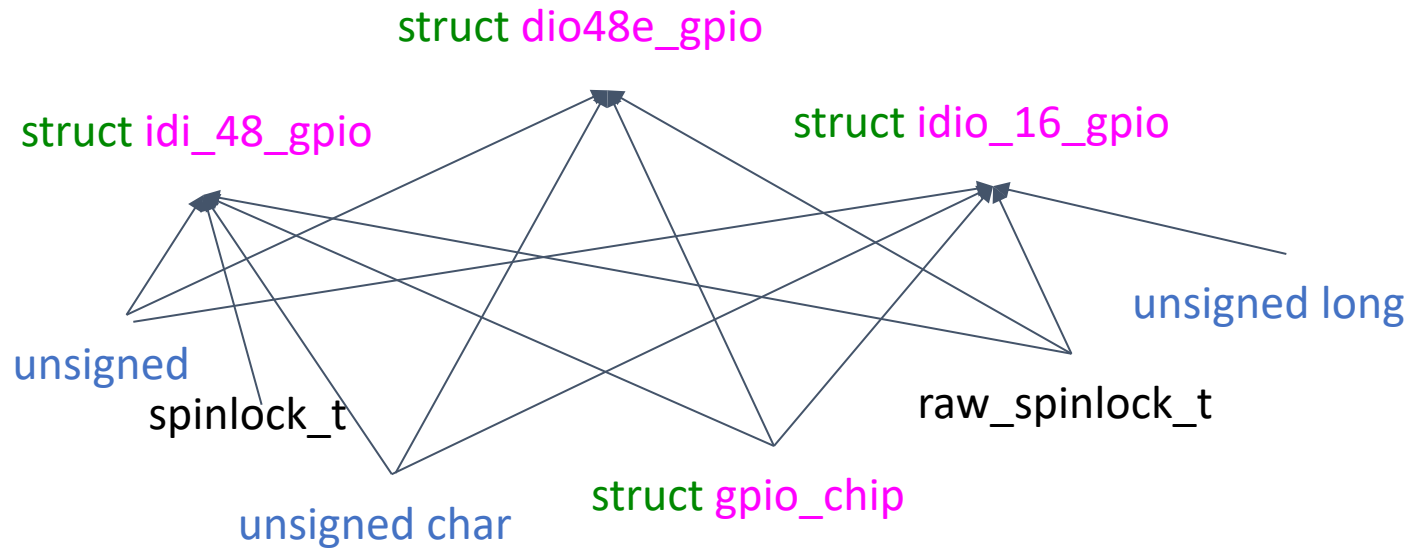 struct dio48e_gpio
struct idi_48_gpio
struct idio_16_gpio
unsigned long
unsigned
spinlock_t
raw_spinlock_t
struct gpio_chip
unsigned char